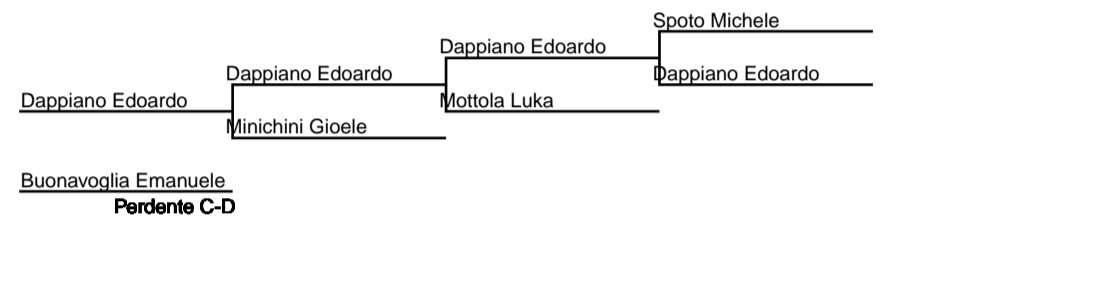 Spoto Michele
Dappiano Edoardo
Dappiano Edoardo
Dappiano Edoardo
Dappiano Edoardo
Mottola Luka
Minichini Gioele
Buonavoglia Emanuele
Perdente C-D